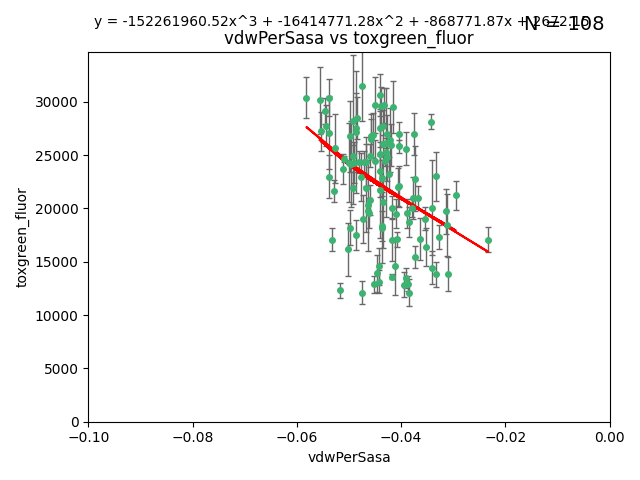 y = -152261960.52x^3 + -16414771.28x^2 + -868771.87x +
N = 108
vdwPerSasa vs toxgreen_fluor
30000
25000
20000
15000
10000
5000
0
toxgreen_fluor
−0.10 −0.08 −0.06 −0.04 −0.02 0.00
vdwPerSasa